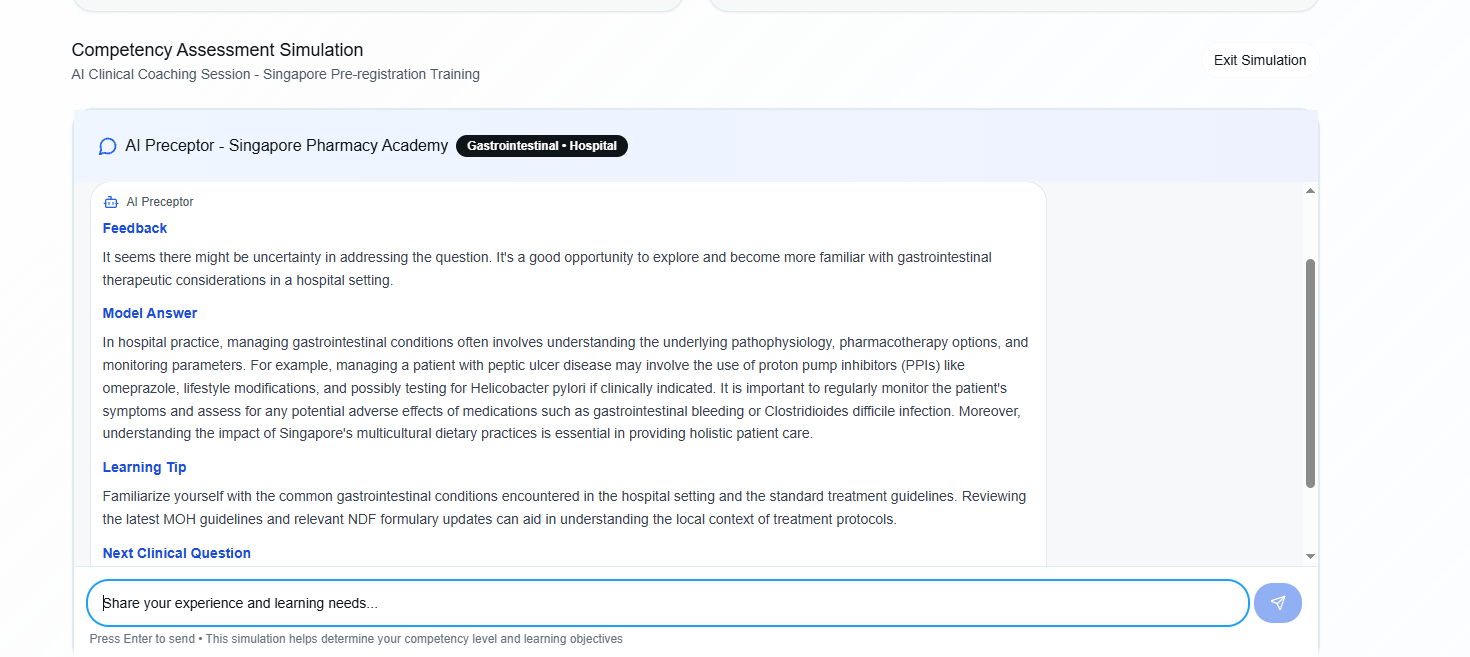 Competency Assessment Simulation
AI Clinical Coaching Session - Singapore Pre-registration Training
Exit Simulation
AI Preceptor - Singapore Pharmacy Academy
Gastrointestinal • Hospital
AI Preceptor
Feedback
It seems there might be uncertainty in addressing the question. It's a good opportunity to explore and become more familiar with gastrointestinal
therapeutic considerations in a hospital setting.
Model Answer
In hospital practice, managing gastrointestinal conditions often involves understanding the underlying pathophysiology, pharmacotherapy options, and
monitoring parameters. For example, managing a patient with peptic ulcer disease may involve the use of proton pump inhibitors (PPIs) like
omeprazole, lifestyle modifications, and possibly testing for Helicobacter pylori if clinically indicated. It is important to regularly monitor the patient's
symptoms and assess for any potential adverse effects of medications such as gastrointestinal bleeding or Clostridioides difficile infection. Moreover,
understanding the impact of Singapore's multicultural dietary practices is essential in providing holistic patient care.
Learning Tip
Familiarize yourself with the common gastrointestinal conditions encountered in the hospital setting and the standard treatment guidelines. Reviewing
the latest MOH guidelines and relevant NDF formulary updates can aid in understanding the local context of treatment protocols.
Next Clinical Question
Share your experience and learning needs...
Press Enter to send • This simulation helps determine your competency level and learning objectives